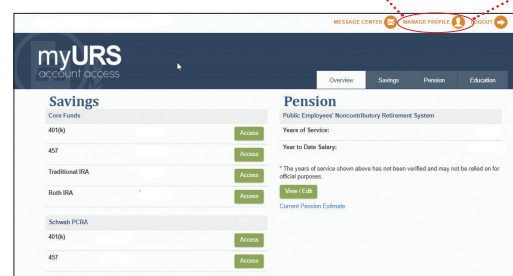 MESSAGE CENTER MANAGE PROFILE LOGOUT
myURS
account access
Overview Savings Pension Education
Savings
Core Funds
401(k) Access
457 Access
Traditional IRA Access
Roth IRA Access
Schwab PCRA
401(k) Access
457 Access
Pension
Public Employees' Noncontributory Retirement System
Years of Service:
Year to Date Salary:
* The years of service shown above has not been verified and may not be relied on for
official purposes.
View / Edit
Current Pension Estimate